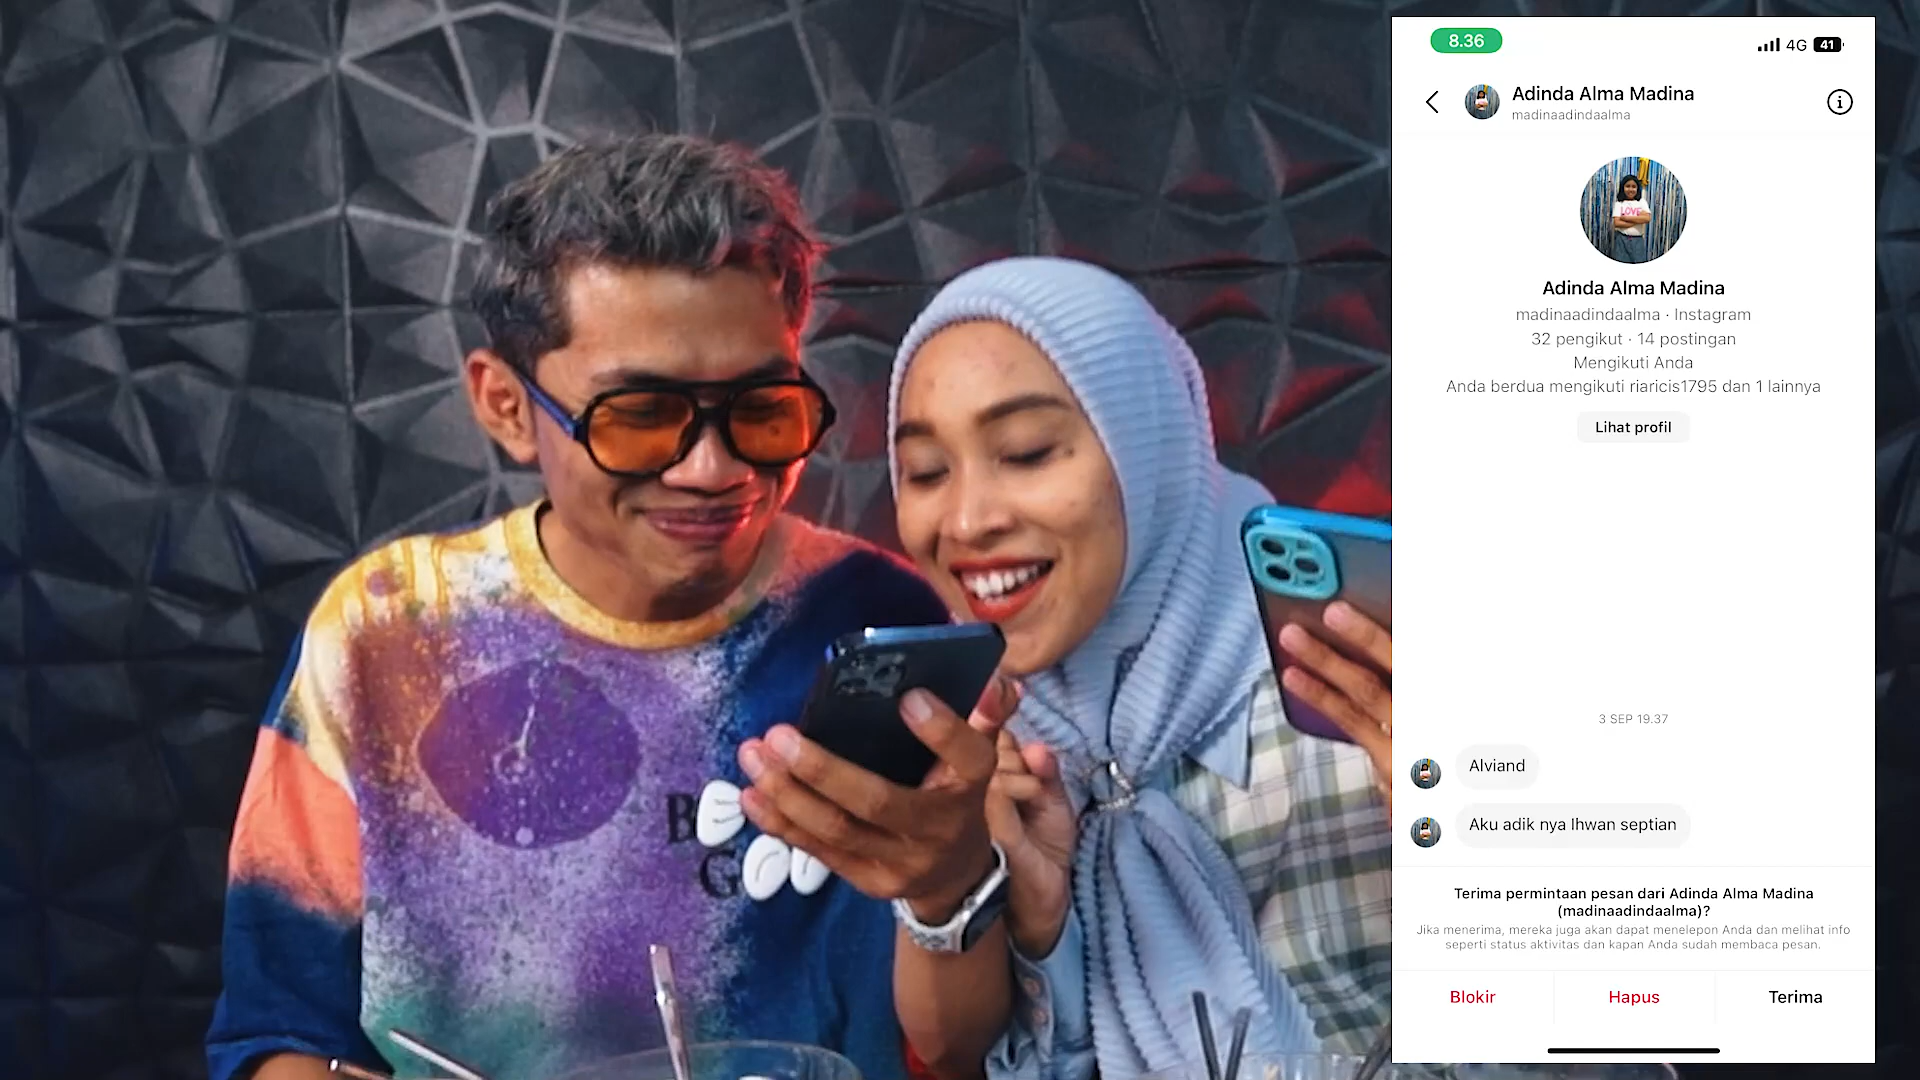 8.36
4G 41
Adinda Alma Madina
madinaadindaalma
LOVE
Adinda Alma Madina
madinaadindaalma · Instagram
32 pengikut · 14 postingan
Mengikuti Anda
Anda berdua mengikuti riaricis1795 dan 1 lainnya
Lihat profil
3 SEP 19.37
Alviand
Aku adik nya Ihwan septian
Terima permintaan pesan dari Adinda Alma Madina
(madinaadindaalma)?
Jika menerima, mereka juga akan dapat menelepon Anda dan melihat info
seperti status aktivitas dan kapan Anda sudah membaca pesan.
Blokir
Hapus
Terima